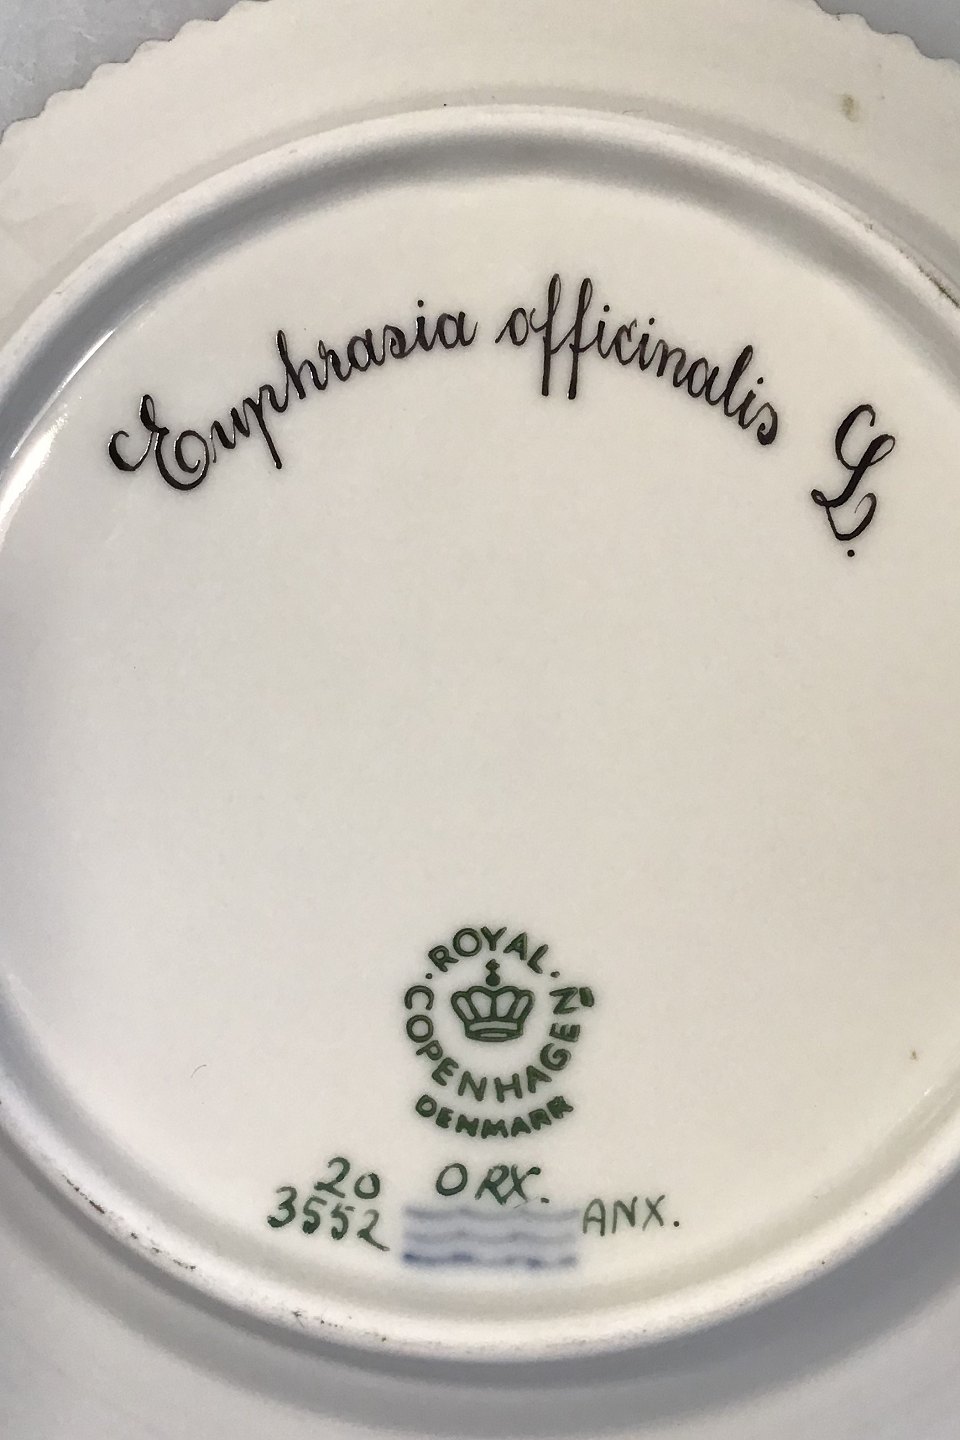 Euphrasia officinalis L.
· ROYAL · COPENHAGEN
DENMARK
20 ORX.
3552 ANX.